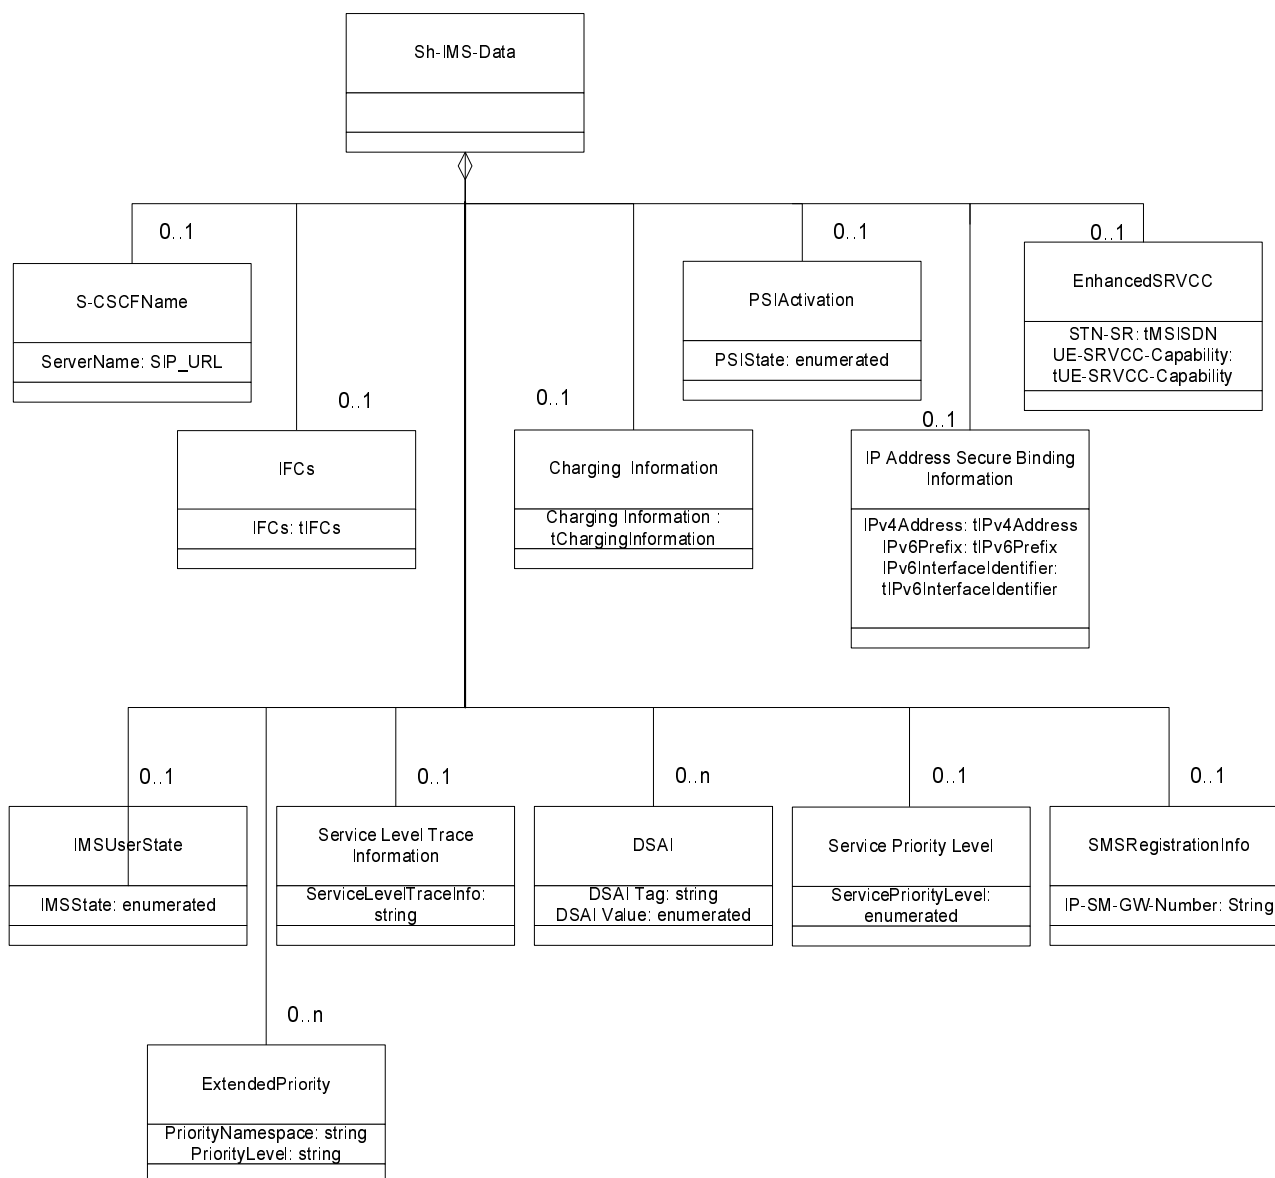 Sh-IMS-Data
0..1
0..1
0..1
S-CSCFName
ServerName: SIP_URL
PSIActivation
PSIState: enumerated
EnhancedSRVCC
STN-SR: tMSISDN
UE-SRVCC-Capability:
tUE-SRVCC-Capability
0..1
0..1
0..1
IFCs
IFCs: tIFCs
Charging Information
Charging Information :
tChargingInformation
IP Address Secure Binding
Information
IPv4Address: tIPv4Address
IPv6Prefix: tIPv6Prefix
IPv6InterfaceIdentifier:
tIPv6InterfaceIdentifier
0..1
0..1
0..n
0..1
0..1
IMSUserState
IMSState: enumerated
Service Level Trace
Information
ServiceLevelTraceInfo:
string
DSAI
DSAI Tag: string
DSAI Value: enumerated
Service Priority Level
ServicePriorityLevel:
enumerated
SMSRegistrationInfo
IP-SM-GW-Number: String
0..n
ExtendedPriority
PriorityNamespace: string
PriorityLevel: string